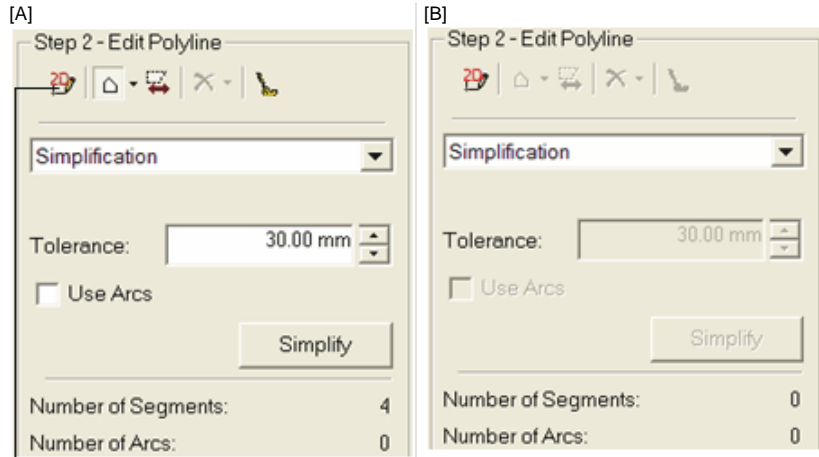 [A]
Step 2 - Edit Polyline
2D
Simplification
Tolerance: 30.00 mm
Use Arcs
Simplify
Number of Segments: 4
Number of Arcs: 0
[B]
Step 2 - Edit Polyline
2D
Simplification
Tolerance: 30.00 mm
Use Arcs
Simplify
Number of Segments: 0
Number of Arcs: 0